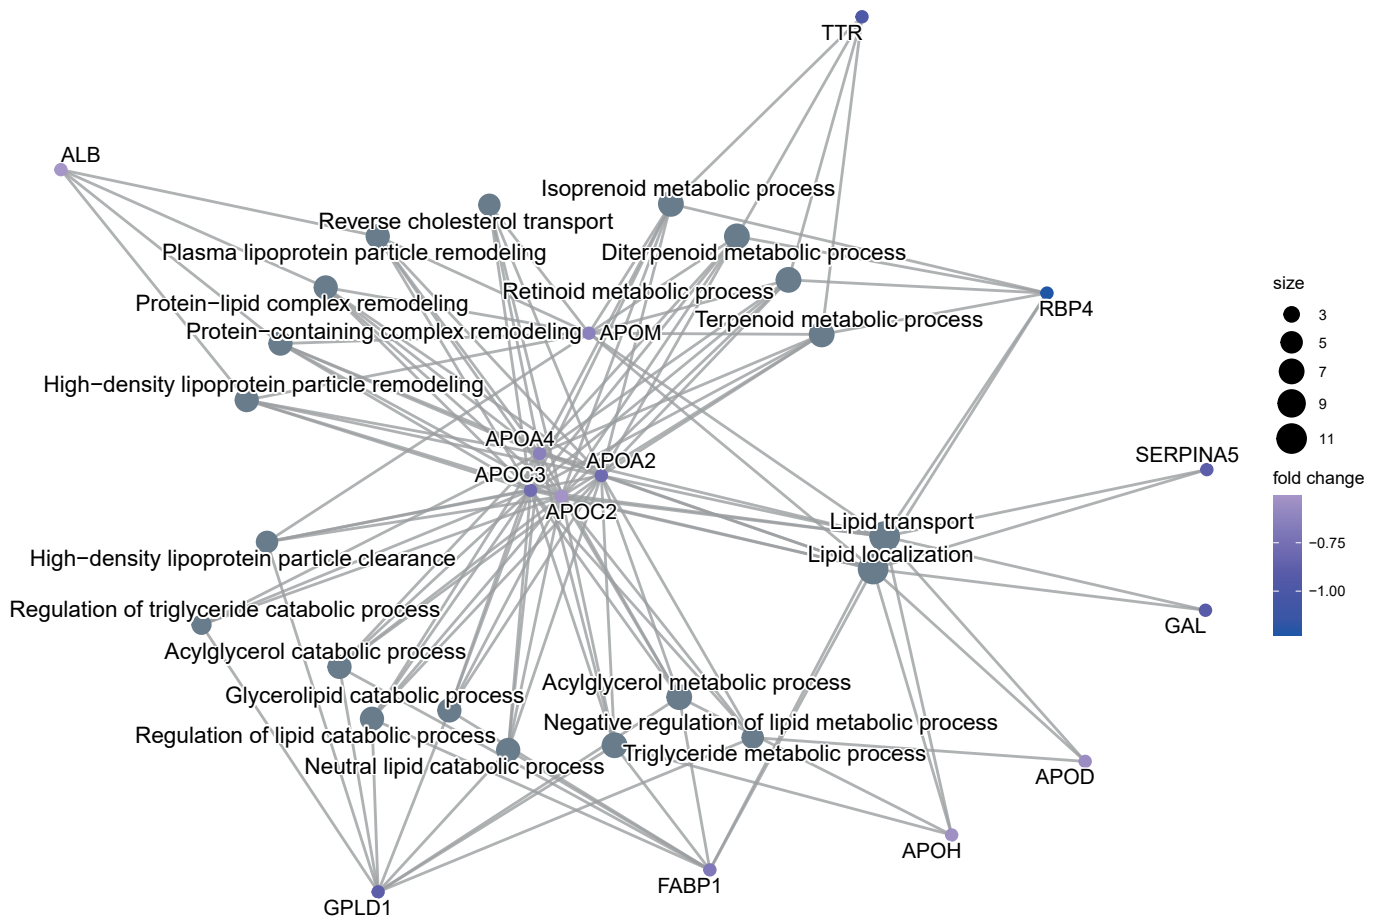 TTR
ALB
Isoprenoid metabolic process
Reverse cholesterol transport
Plasma lipoprotein particle remodeling
Diterpenoid metabolic process
Retinoid metabolic process
Protein−lipid complex remodeling
RBP4
Terpenoid metabolic process
Protein−containing complex remodeling
APOM
High−density lipoprotein particle remodeling
APOA4
APOA2
APOC3
APOC2
SERPINA5
Lipid transport
Lipid localization
High−density lipoprotein particle clearance
Regulation of triglyceride catabolic process
GAL
Acylglycerol catabolic process
Acylglycerol metabolic process
Glycerolipid catabolic process
Negative regulation of lipid metabolic process
Regulation of lipid catabolic process
Triglyceride metabolic process
Neutral lipid catabolic process
APOD
APOH
FABP1
GPLD1
size
3
5
7
9
11
fold change
−0.75
−1.00